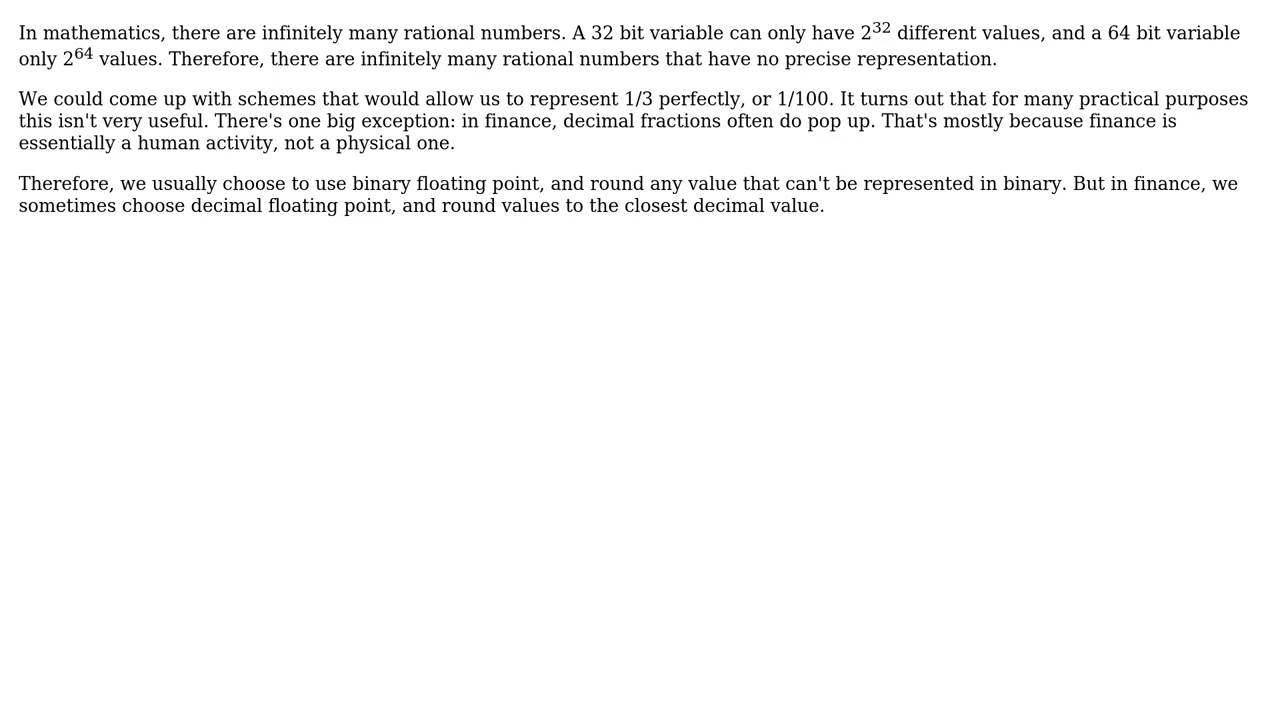 In mathematics, there are infinitely many rational numbers. A 32 bit variable can only have 2³² different values, and a 64 bit variable
only 2⁶⁴ values. Therefore, there are infinitely many rational numbers that have no precise representation.
We could come up with schemes that would allow us to represent 1/3 perfectly, or 1/100. It turns out that for many practical purposes
this isn't very useful. There's one big exception: in finance, decimal fractions often do pop up. That's mostly because finance is
essentially a human activity, not a physical one.
Therefore, we usually choose to use binary floating point, and round any value that can't be represented in binary. But in finance, we
sometimes choose decimal floating point, and round values to the closest decimal value.